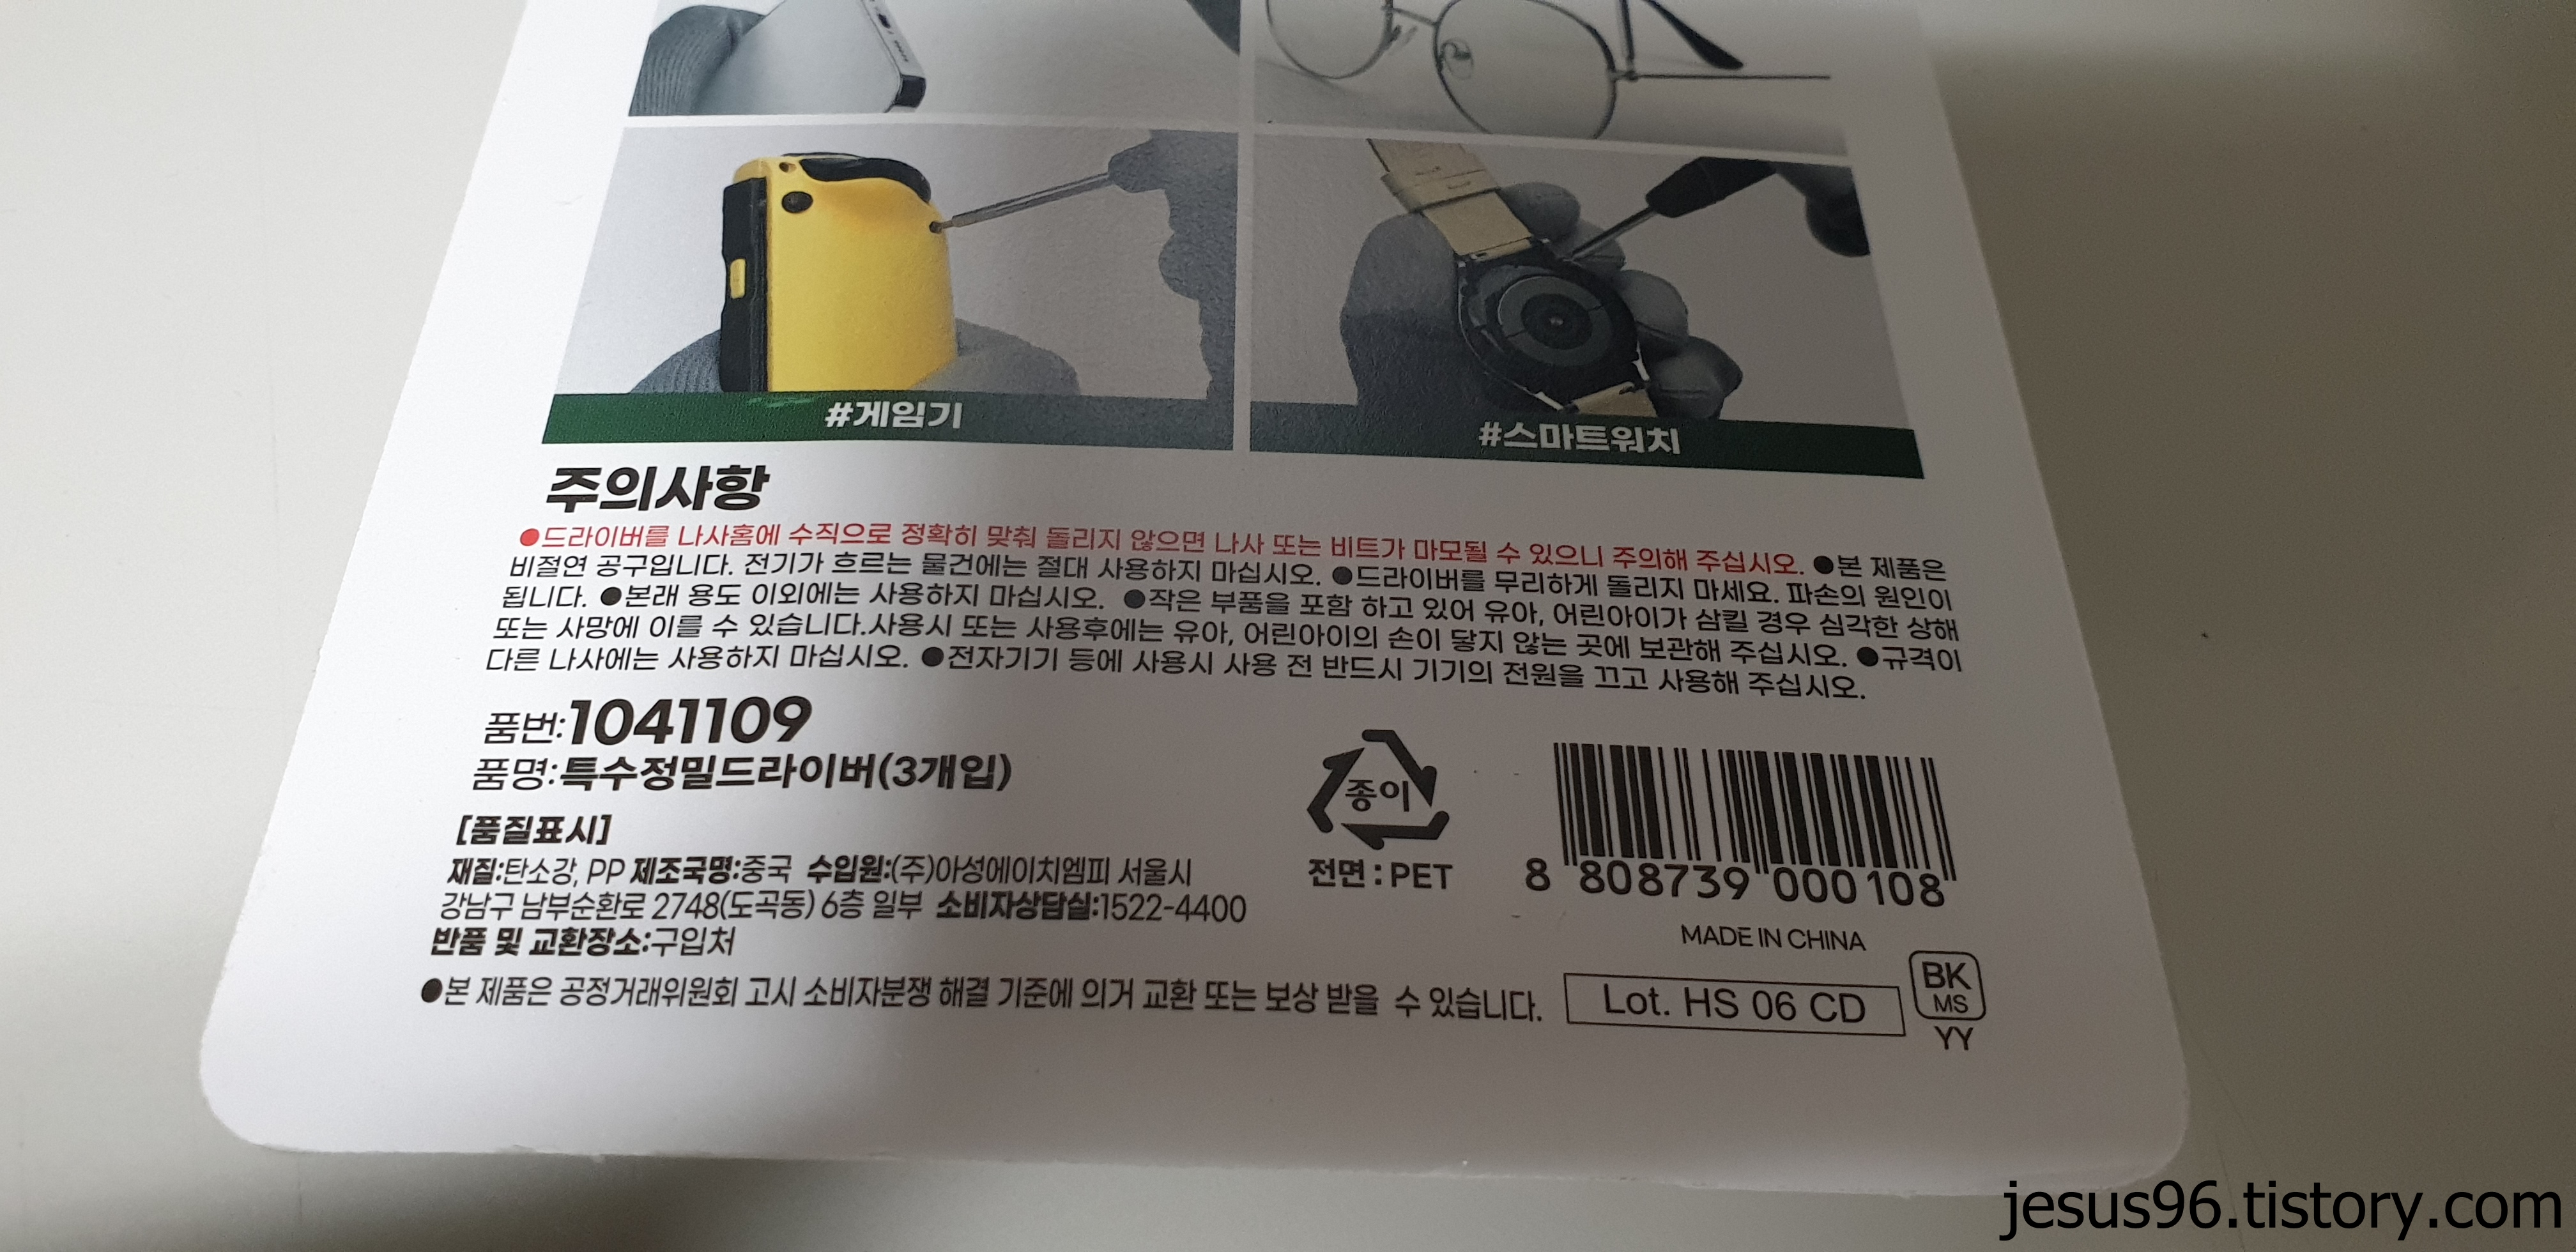 #게임기
#스마트워치
주의사항
●드라이버를 나사홈에 수직으로 정확히 맞춰 돌리지 않으면 나사 또는 비트가 마모될 수 있으니 주의해 주십시오. ●본 제품은
비절연 공구입니다. 전기가 흐르는 물건에는 절대 사용하지 마십시오. ●드라이버를 무리하게 돌리지 마세요. 파손의 원인이
됩니다. ●본래 용도 이외에는 사용하지 마십시오. ●작은 부품을 포함 하고 있어 유아, 어린아이가 삼킬 경우 심각한 상해
또는 사망에 이를 수 있습니다.사용시 또는 사용후에는 유아, 어린아이의 손이 닿지 않는 곳에 보관해 주십시오. ●규격이
다른 나사에는 사용하지 마십시오. ●전자기기 등에 사용시 사용 전 반드시 기기의 전원을 끄고 사용해 주십시오.
품번:1041109
품명:특수정밀드라이버(3개입)
[품질표시]
재질:탄소강, PP 제조국명:중국 수입원:(주)아성에이치엠피 서울시
강남구 남부순환로 2748(도곡동) 6층 일부 소비자상담실:1522-4400
반품 및 교환장소:구입처
●본 제품은 공정거래위원회 고시 소비자분쟁 해결 기준에 의거 교환 또는 보상 받을 수 있습니다.
종이
전면 : PET
8 808739 000108
MADE IN CHINA
Lot. HS 06 CD
BK
MS
YY
jesus96.tistory.com